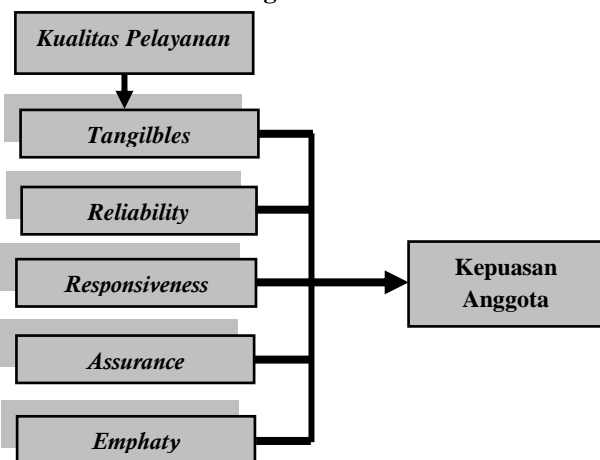 Kualitas Pelayanan
Tangilbles
Reliability
Responsiveness
Assurance
Emphaty
Kepuasan
Anggota